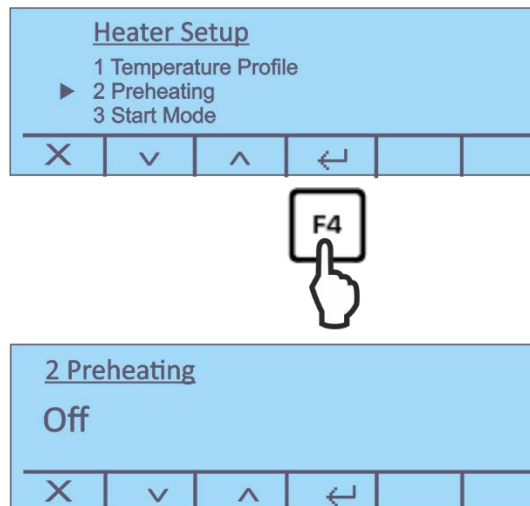 Heater Setup
1 Temperature Profile
2 Preheating
3 Start Mode
F4
2 Preheating
Off